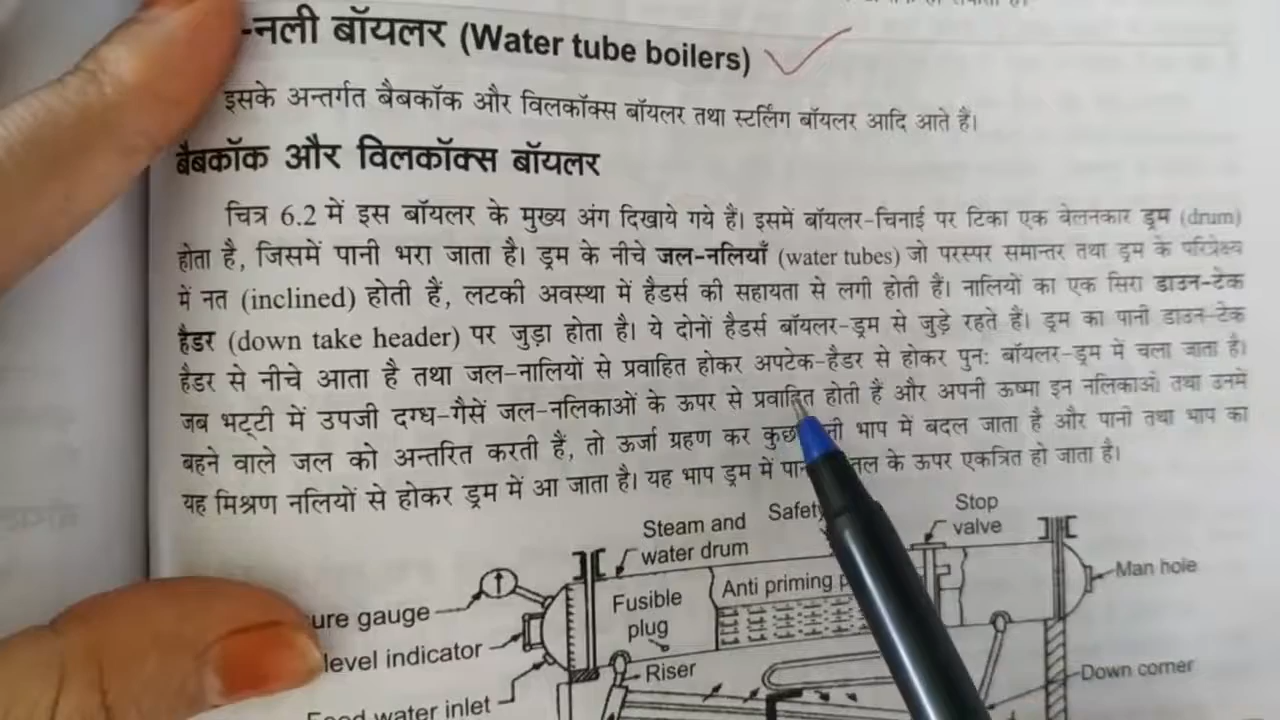 -नली बॉयलर (Water tube boilers)
इसके अन्तर्गत बैबकॉक और विलकॉक्स बॉयलर तथा स्टर्लिंग बॉयलर आदि आते हैं।
बैबकॉक और विलकॉक्स बॉयलर
चित्र 6.2 में इस बॉयलर के मुख्य अंग दिखाये गये हैं। इसमें बॉयलर-चिनाई पर टिका एक बेलनकार ड्रम (drum)
होता है, जिसमें पानी भरा जाता है। ड्रम के नीचे जल-नलियाँ (water tubes) जो परस्पर समान्तर तथा ड्रम के परिप्रेक्ष्य
में नत (inclined) होती हैं, लटकी अवस्था में हैडर्स की सहायता से लगी होती हैं। नालियों का एक सिरा डाउन-टेक
हैडर (down take header) पर जुड़ा होता है। ये दोनों हैडर्स बॉयलर-ड्रम से जुड़े रहते हैं। ड्रम का पानी डाउन-टेक
हैडर से नीचे आता है तथा जल-नालियों से प्रवाहित होकर अपटेक-हैडर से होकर पुन: बॉयलर-ड्रम में चला जाता है।
जब भट्टी में उपजी दग्ध-गैसें जल-नलिकाओं के ऊपर से प्रवाहित होती हैं और अपनी ऊष्मा इन नलिकाओं तथा उनमें
बहने वाले जल को अन्तरित करती हैं, तो ऊर्जा ग्रहण कर कुछ भाप में बदल जाता है और पानी तथा भाप का
यह मिश्रण नलियों से होकर ड्रम में आ जाता है। यह भाप ड्रम में तल के ऊपर एकत्रित हो जाता है।
Steam and
water drum
Safety
Stop
valve
Man hole
Anti priming
Fusible
plug
ure gauge
level indicator
Riser
Down comer
Feed water inlet